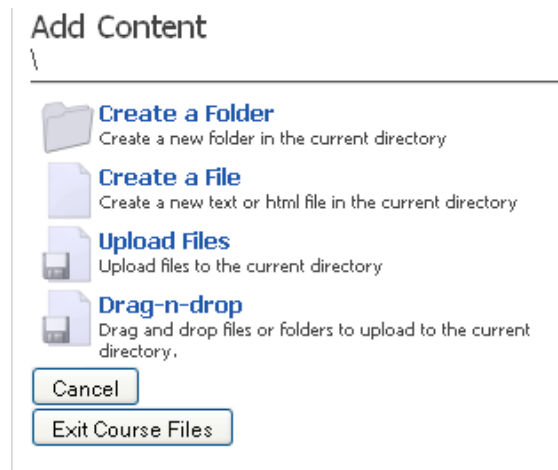 Add Content
\
Create a Folder
Create a new folder in the current directory
Create a File
Create a new text or html file in the current directory
Upload Files
Upload files to the current directory
Drag-n-drop
Drag and drop files or folders to upload to the current
directory.
Cancel
Exit Course Files